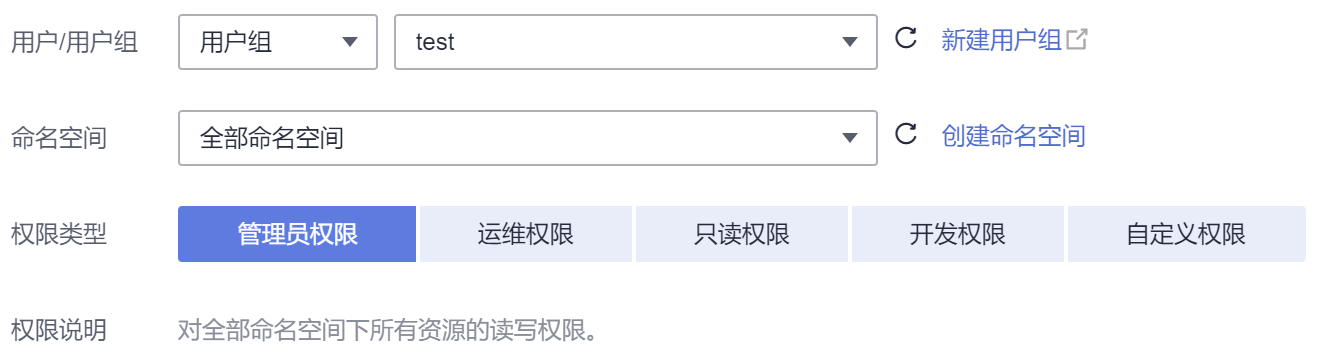 用户/用户组 用户组 test 新建用户组
命名空间 全部命名空间 创建命名空间
权限类型 管理员权限 运维权限 只读权限 开发权限 自定义权限
权限说明 对全部命名空间下所有资源的读写权限。